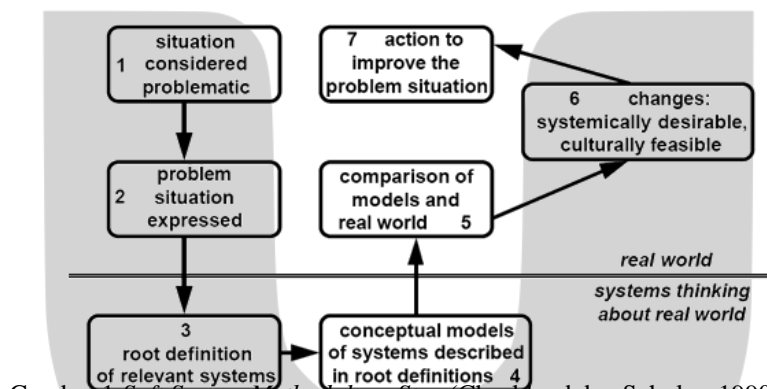 1 situation
considered
problematic
2 problem
situation
expressed
3
root definition
of relevant systems
conceptual models
of systems described
in root definitions 4
comparison of
models and
real world 5
6 changes:
systemically desirable,
culturally feasible
7 action to
improve the
problem situation
real world
systems thinking
about real world